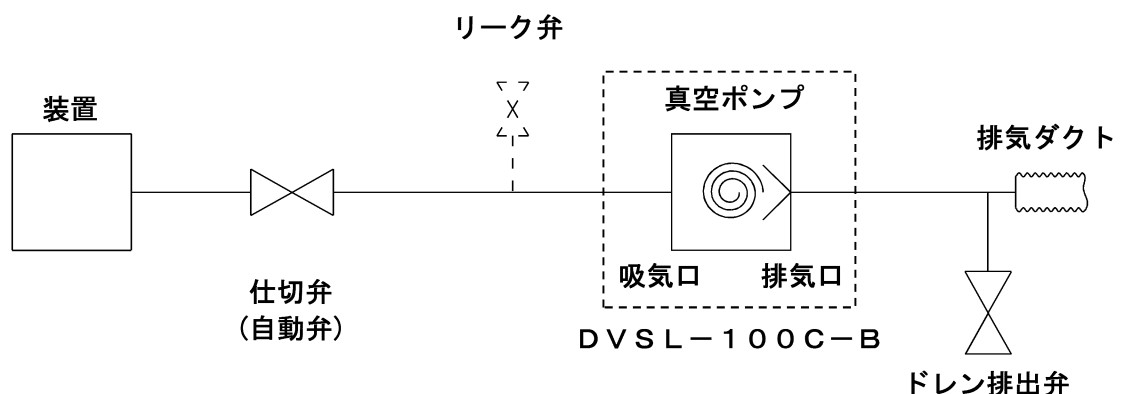 リーク弁
装置
真空ポンプ
排気ダクト
吸気口
排気口
仕切弁
(自動弁)
DVSL－100C－B
ドレン排出弁